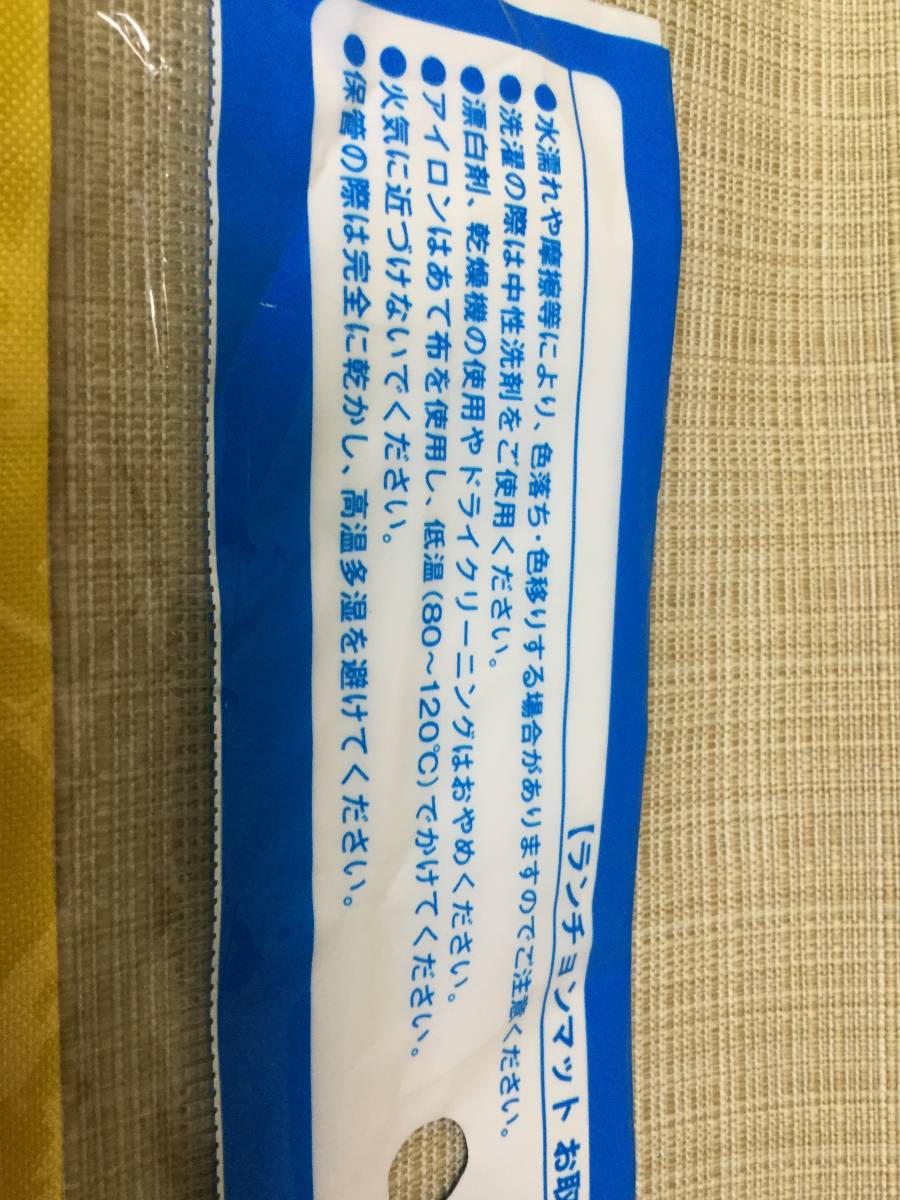 【ランチョンマット お取
●水濡れや摩擦等により、色落ち・色移りする場合がありますのでご注意ください。
●洗濯の際は中性洗剤をご使用ください。
●漂白剤、乾燥機の使用やドライクリーニングはおやめください。
●アイロンはあて布を使用し、低温(80〜120℃)でかけてください。
●火気に近づけないでください。
●保管の際は完全に乾かし、高温多湿を避けてください。